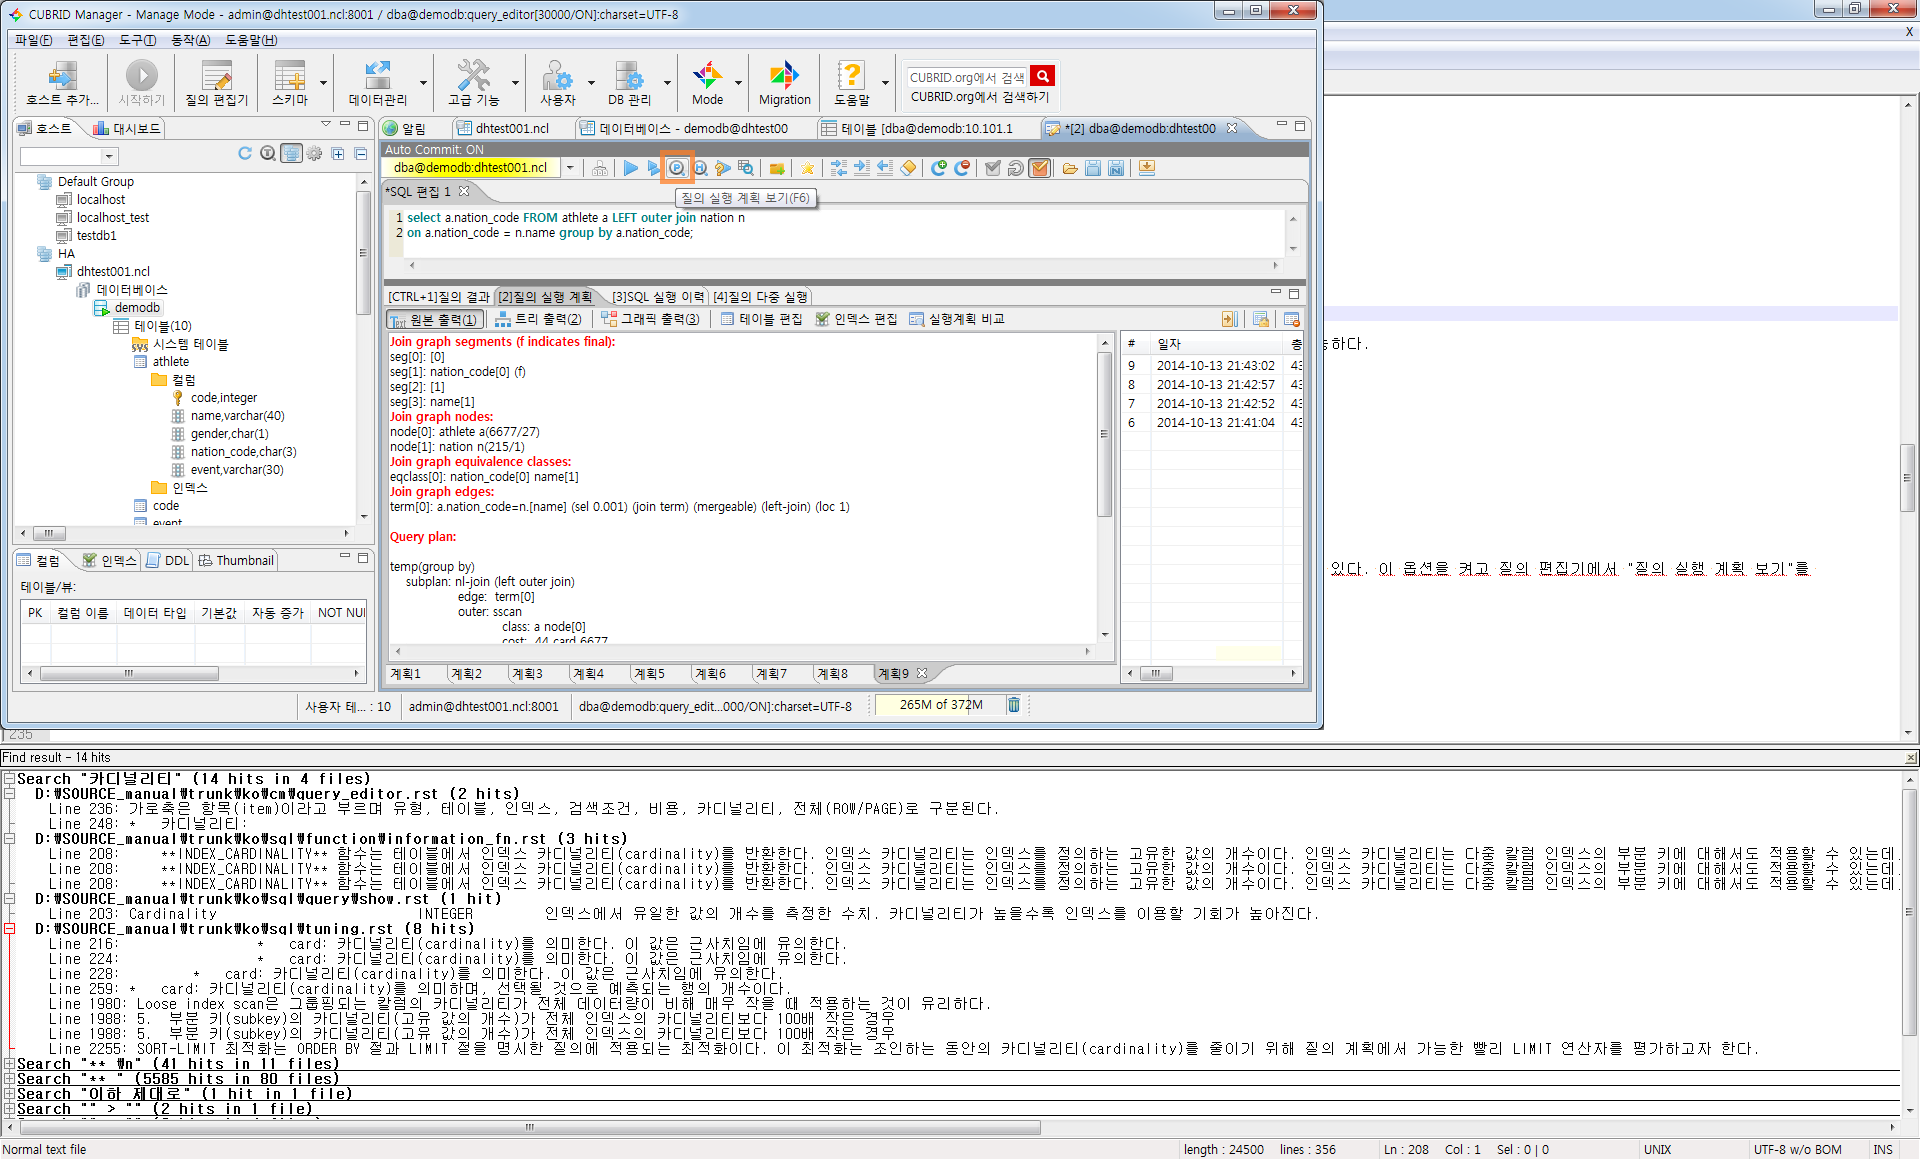 CUBRID Manager - Manage Mode - admin@dhtest001.ncl:8001 / dba@demodb:query_editor[30000/ON]:charset=UTF-8
파일(F) 편집(E) 도구(T) 동작(A) 도움말(H)
호스트 추가... 시작하기 질의 편집기 스키마 데이터관리 고급 기능 사용자 DB 관리 Mode Migration 도움말
CUBRID.org에서 검색
CUBRID.org에서 검색하기
호스트 대시보드
알림 dhtest001.ncl 데이터베이스 - demodb@dhtest00 테이블 [dba@demodb:10.101.1 *[2] dba@demodb:dhtest00
Auto Commit: ON
dba@demodb:dhtest001.ncl
*SQL 편집 1
질의 실행 계획 보기(F6)
1 select a.nation_code FROM athlete a LEFT outer join nation n
2 on a.nation_code = n.name group by a.nation_code;
Default Group
localhost
localhost_test
testdb1
HA
dhtest001.ncl
데이터베이스
demodb
테이블(10)
시스템 테이블
athlete
컬럼
code,integer
name,varchar(40)
gender,char(1)
nation_code,char(3)
event,varchar(30)
인덱스
code
event
[CTRL+1]질의 결과 [2]질의 실행 계획 [3]SQL 실행 이력 [4]질의 다중 실행
원본 출력(1) 트리 출력(2) 그래픽 출력(3) 테이블 편집 인덱스 편집 실행계획 비교
Join graph segments (f indicates final):
seg[0]: [0]
seg[1]: nation_code[0] (f)
seg[2]: [1]
seg[3]: name[1]
Join graph nodes:
node[0]: athlete a(6677/27)
node[1]: nation n(215/1)
Join graph equivalence classes:
eqclass[0]: nation_code[0] name[1]
Join graph edges:
term[0]: a.nation_code=n.[name] (sel 0.001) (join term) (mergeable) (left-join) (loc 1)
Query plan:
temp(group by)
subplan: nl-join (left outer join)
edge: term[0]
outer: sscan
class: a node[0]
cost: 44 card 6677
# 일자 총
9 2014-10-13 21:43:02 43
8 2014-10-13 21:42:57 43
7 2014-10-13 21:42:52 43
6 2014-10-13 21:41:04 43
계획1 계획2 계획3 계획4 계획5 계획6 계획7 계획8 계획9
컬럼 인덱스 DDL Thumbnail
테이블/뷰:
PK 컬럼 이름 데이터 타입 기본값 자동 증가 NOT NUI
사용자 테... : 10 admin@dhtest001.ncl:8001 dba@demodb:query_edit...000/ON]:charset=UTF-8 265M of 372M
하다.
있다. 이 옵션을 켜고 질의 편집기에서 "질의 실행 계획 보기"를
235
Find result - 14 hits
Search "카디널리티" (14 hits in 4 files)
D:₩SOURCE_manual₩trunk₩ko₩cm₩query_editor.rst (2 hits)
Line 236: 가로축은 항목(item)이라고 부르며 유형, 테이블, 인덱스, 검색조건, 비용, 카디널리티, 전체(ROW/PAGE)로 구분된다.
Line 248: * 카디널리티:
D:₩SOURCE_manual₩trunk₩ko₩sql₩function₩information_fn.rst (3 hits)
Line 208: **INDEX_CARDINALITY** 함수는 테이블에서 인덱스 카디널리티(cardinality)를 반환한다. 인덱스 카디널리티는 인덱스를 정의하는 고유한 값의 개수이다. 인덱스 카디널리티는 다중 칼럼 인덱스의 부분 키에 대해서도 적용할 수 있는데.
Line 208: **INDEX_CARDINALITY** 함수는 테이블에서 인덱스 카디널리티(cardinality)를 반환한다. 인덱스 카디널리티는 인덱스를 정의하는 고유한 값의 개수이다. 인덱스 카디널리티는 다중 칼럼 인덱스의 부분 키에 대해서도 적용할 수 있는데.
Line 208: **INDEX_CARDINALITY** 함수는 테이블에서 인덱스 카디널리티(cardinality)를 반환한다. 인덱스 카디널리티는 인덱스를 정의하는 고유한 값의 개수이다. 인덱스 카디널리티는 다중 칼럼 인덱스의 부분 키에 대해서도 적용할 수 있는데.
D:₩SOURCE_manual₩trunk₩ko₩sql₩query₩show.rst (1 hit)
Line 203: Cardinality INTEGER 인덱스에서 유일한 값의 개수를 측정한 수치. 카디널리티가 높을수록 인덱스를 이용할 기회가 높아진다.
D:₩SOURCE_manual₩trunk₩ko₩sql₩tuning.rst (8 hits)
Line 216: * card: 카디널리티(cardinality)를 의미한다. 이 값은 근사치임에 유의한다.
Line 224: * card: 카디널리티(cardinality)를 의미한다. 이 값은 근사치임에 유의한다.
Line 228: * card: 카디널리티(cardinality)를 의미한다. 이 값은 근사치임에 유의한다.
Line 259: * card: 카디널리티(cardinality)를 의미하며, 선택될 것으로 예측되는 행의 개수이다.
Line 1980: Loose index scan은 그룹핑되는 칼럼의 카디널리티가 전체 데이터량이 비해 매우 작을 때 적용하는 것이 유리하다.
Line 1988: 5. 부분 키(subkey)의 카디널리티(고유 값의 개수)가 전체 인덱스의 카디널리티보다 100배 작은 경우
Line 1988: 5. 부분 키(subkey)의 카디널리티(고유 값의 개수)가 전체 인덱스의 카디널리티보다 100배 작은 경우
Line 2255: SORT-LIMIT 최적화는 ORDER BY 절과 LIMIT 절을 명시한 질의에 적용되는 최적화이다. 이 최적화는 조인하는 동안의 카디널리티(cardinality)를 줄이기 위해 질의 계획에서 가능한 빨리 LIMIT 연산자를 평가하고자 한다.
Search "** ₩n" (41 hits in 11 files)
Search "** " (5585 hits in 80 files)
Search "이하 제대로" (1 hit in 1 file)
Search "" > "" (2 hits in 1 file)
Normal text file length : 24500 lines : 356 Ln : 208 Col : 1 Sel : 0 | 0 UNIX UTF-8 w/o BOM INS